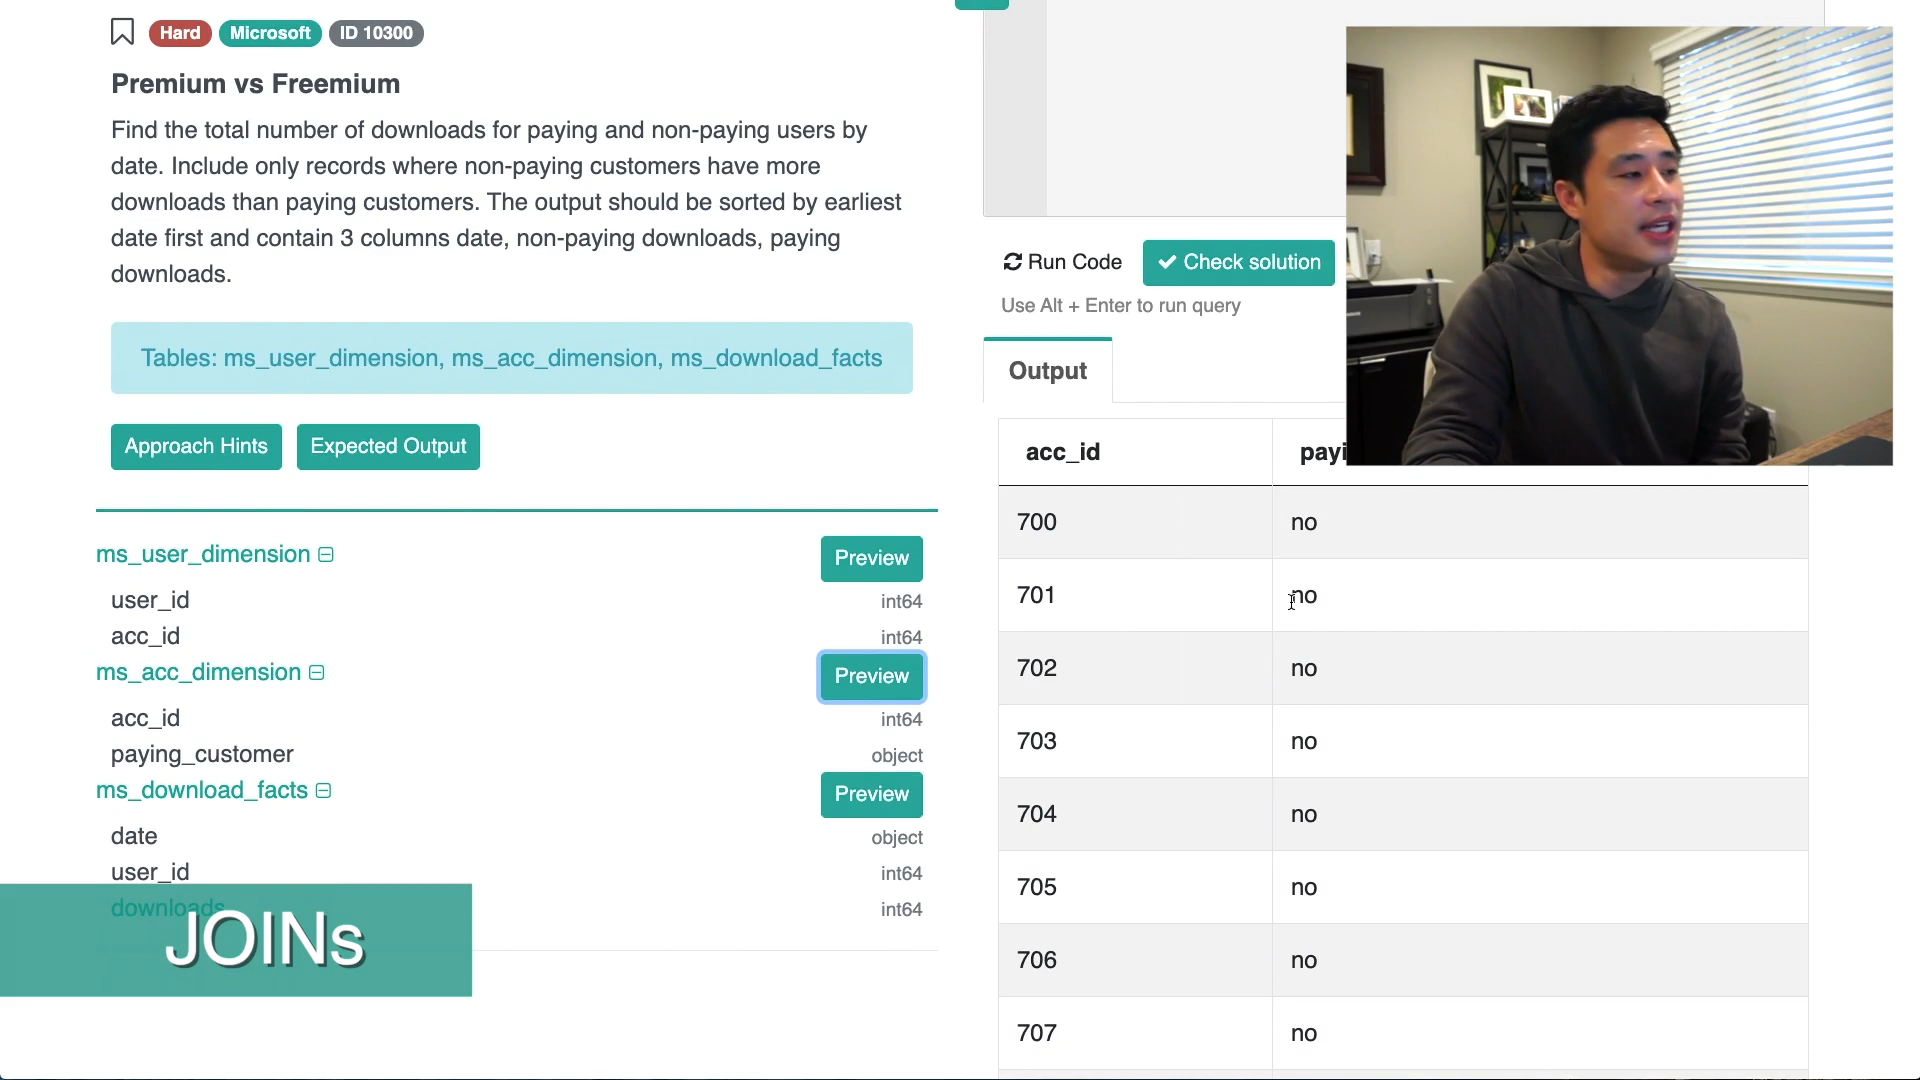 Hard Microsoft ID 10300
Premium vs Freemium
Find the total number of downloads for paying and non-paying users by
date. Include only records where non-paying customers have more
downloads than paying customers. The output should be sorted by earliest
date first and contain 3 columns date, non-paying downloads, paying
downloads.
Tables: ms_user_dimension, ms_acc_dimension, ms_download_facts
Approach Hints Expected Output
ms_user_dimension Preview
user_id int64
acc_id int64
ms_acc_dimension Preview
acc_id int64
paying_customer object
ms_download_facts Preview
date object
user_id int64
downloads int64
JOINs
Run Code Check solution
Use Alt + Enter to run query
Output
acc_id payi
700 no
701 no
702 no
703 no
704 no
705 no
706 no
707 no